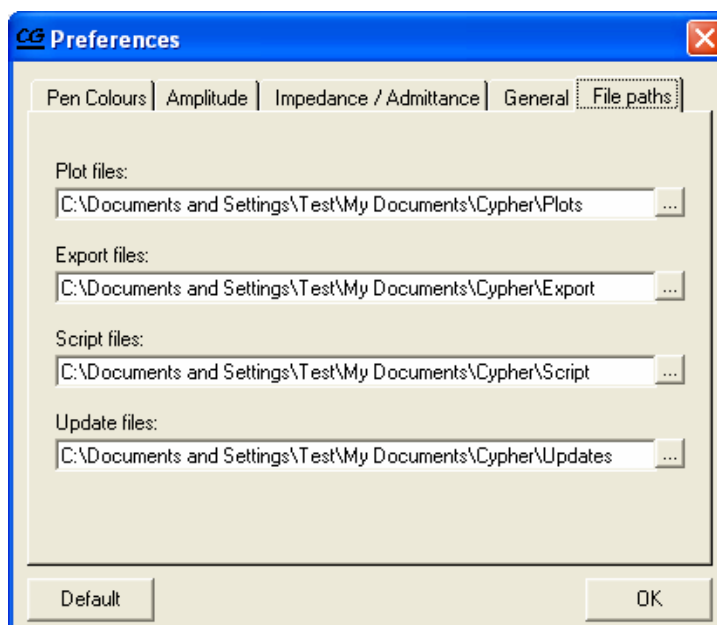 CG Preferences
Pen Colours Amplitude Impedance / Admittance General File paths
Plot files:
C:\Documents and Settings\Test\My Documents\Cypher\Plots ...
Export files:
C:\Documents and Settings\Test\My Documents\Cypher\Export ...
Script files:
C:\Documents and Settings\Test\My Documents\Cypher\Script ...
Update files:
C:\Documents and Settings\Test\My Documents\Cypher\Updates ...
Default OK